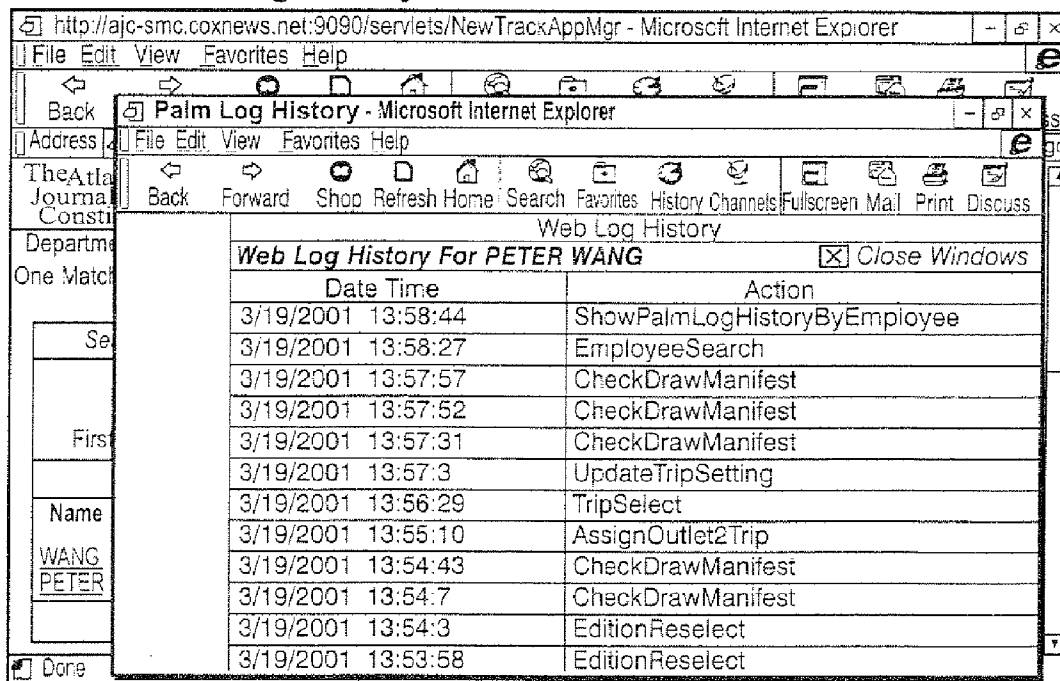 http://ajc-smc.coxnews.net:9090/servlets/NewTrackAppMgr - Microsoft Internet Explorer
File Edit View Favorites Help
Back
Palm Log History - Microsoft Internet Explorer
Address
File Edit View Favorites Help
TheAtla
Journal
Consti
Back Forward Shop Refresh Home Search Favorites History Channels Fullscreen Mail Print Discuss
Web Log History
Departme
Web Log History For PETER WANG Close Windows
One Match
Date Time Action
3/19/2001 13:58:44 ShowPalmLogHistoryByEmployee
Se
3/19/2001 13:58:27 EmployeeSearch
3/19/2001 13:57:57 CheckDrawManifest
3/19/2001 13:57:52 CheckDrawManifest
First
3/19/2001 13:57:31 CheckDrawManifest
3/19/2001 13:57:3 UpdateTripSetting
Name
3/19/2001 13:56:29 TripSelect
3/19/2001 13:55:10 AssignOutlet2Trip
WANG
PETER
3/19/2001 13:54:43 CheckDrawManifest
3/19/2001 13:54:7 CheckDrawManifest
3/19/2001 13:54:3 EditionReselect
3/19/2001 13:53:58 EditionReselect
Done